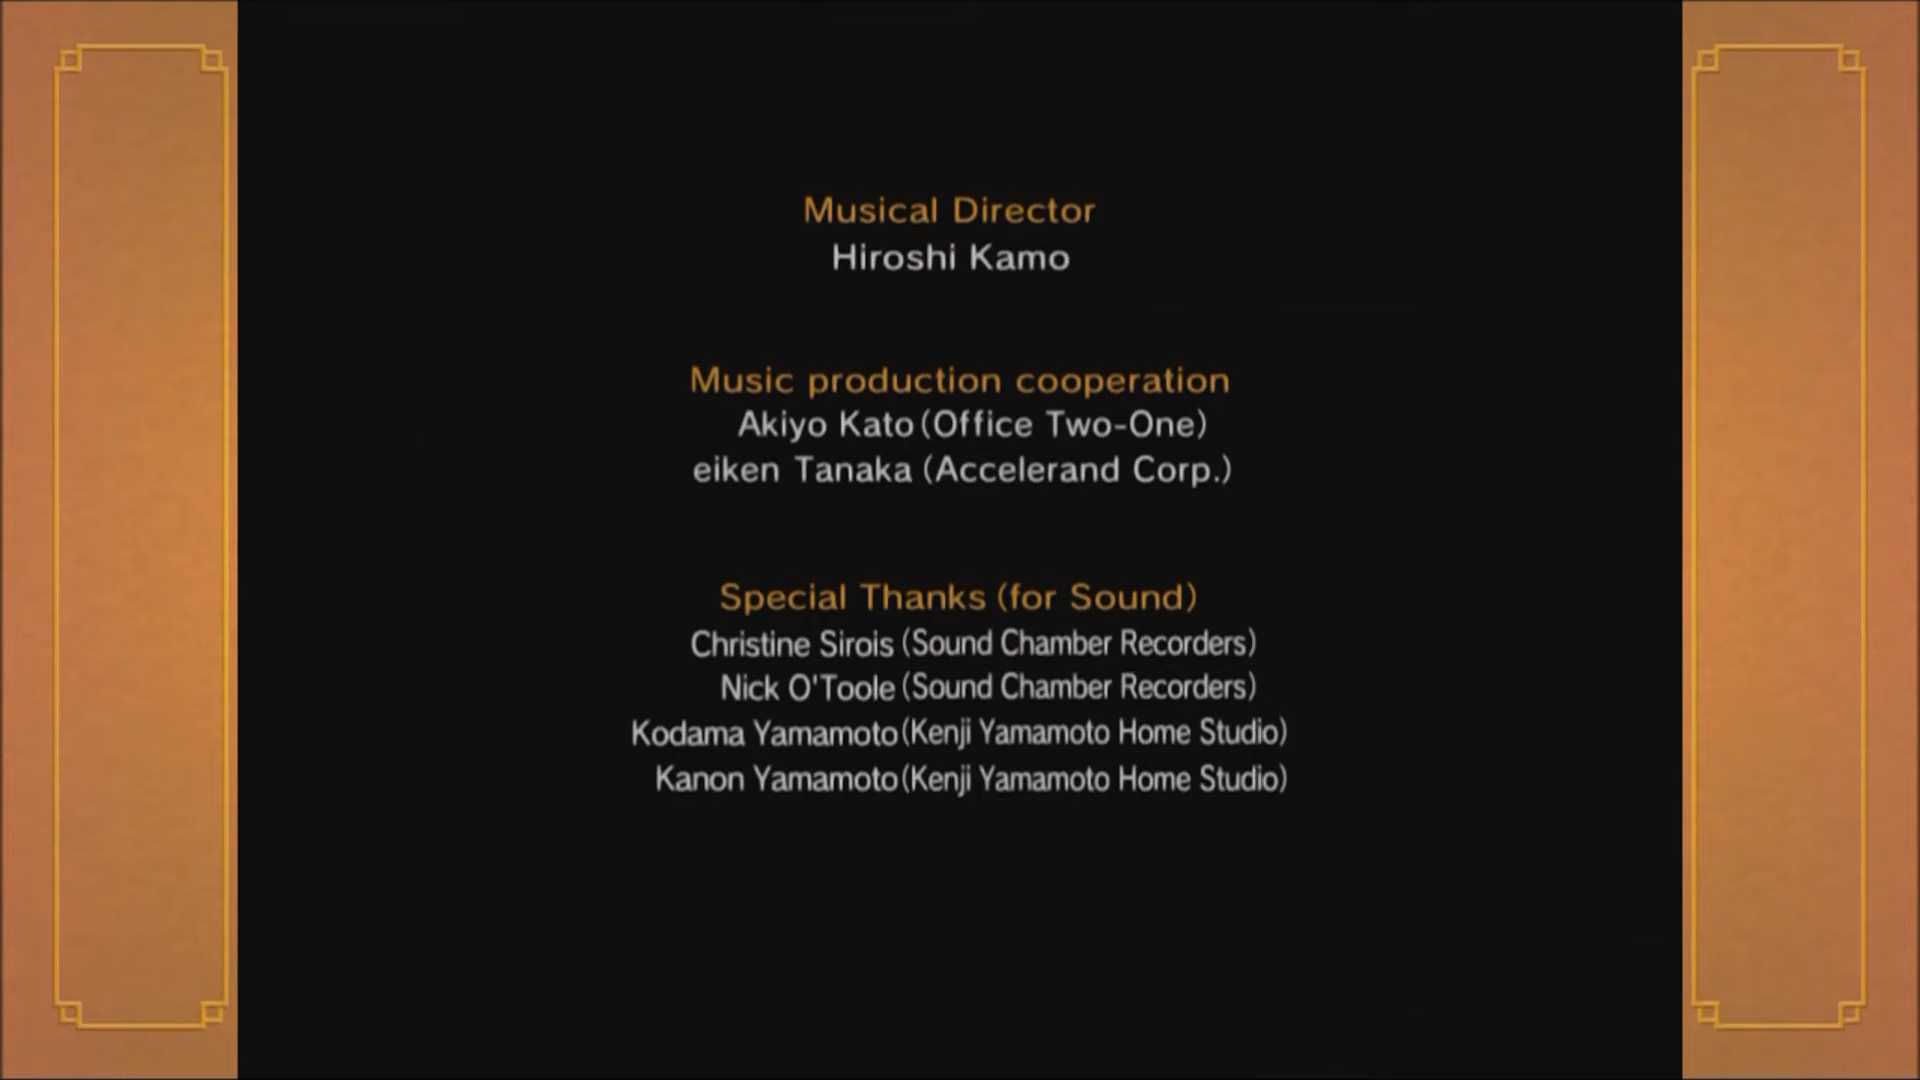 Musical Director
Hiroshi Kamo
Music production cooperation
Akiyo Kato (Office Two-One)
eiken Tanaka (Accelerand Corp.)
Special Thanks (for Sound)
Christine Sirois (Sound Chamber Recorders)
Nick O'Toole (Sound Chamber Recorders)
Kodama Yamamoto (Kenji Yamamoto Home Studio)
Kanon Yamamoto (Kenji Yamamoto Home Studio)